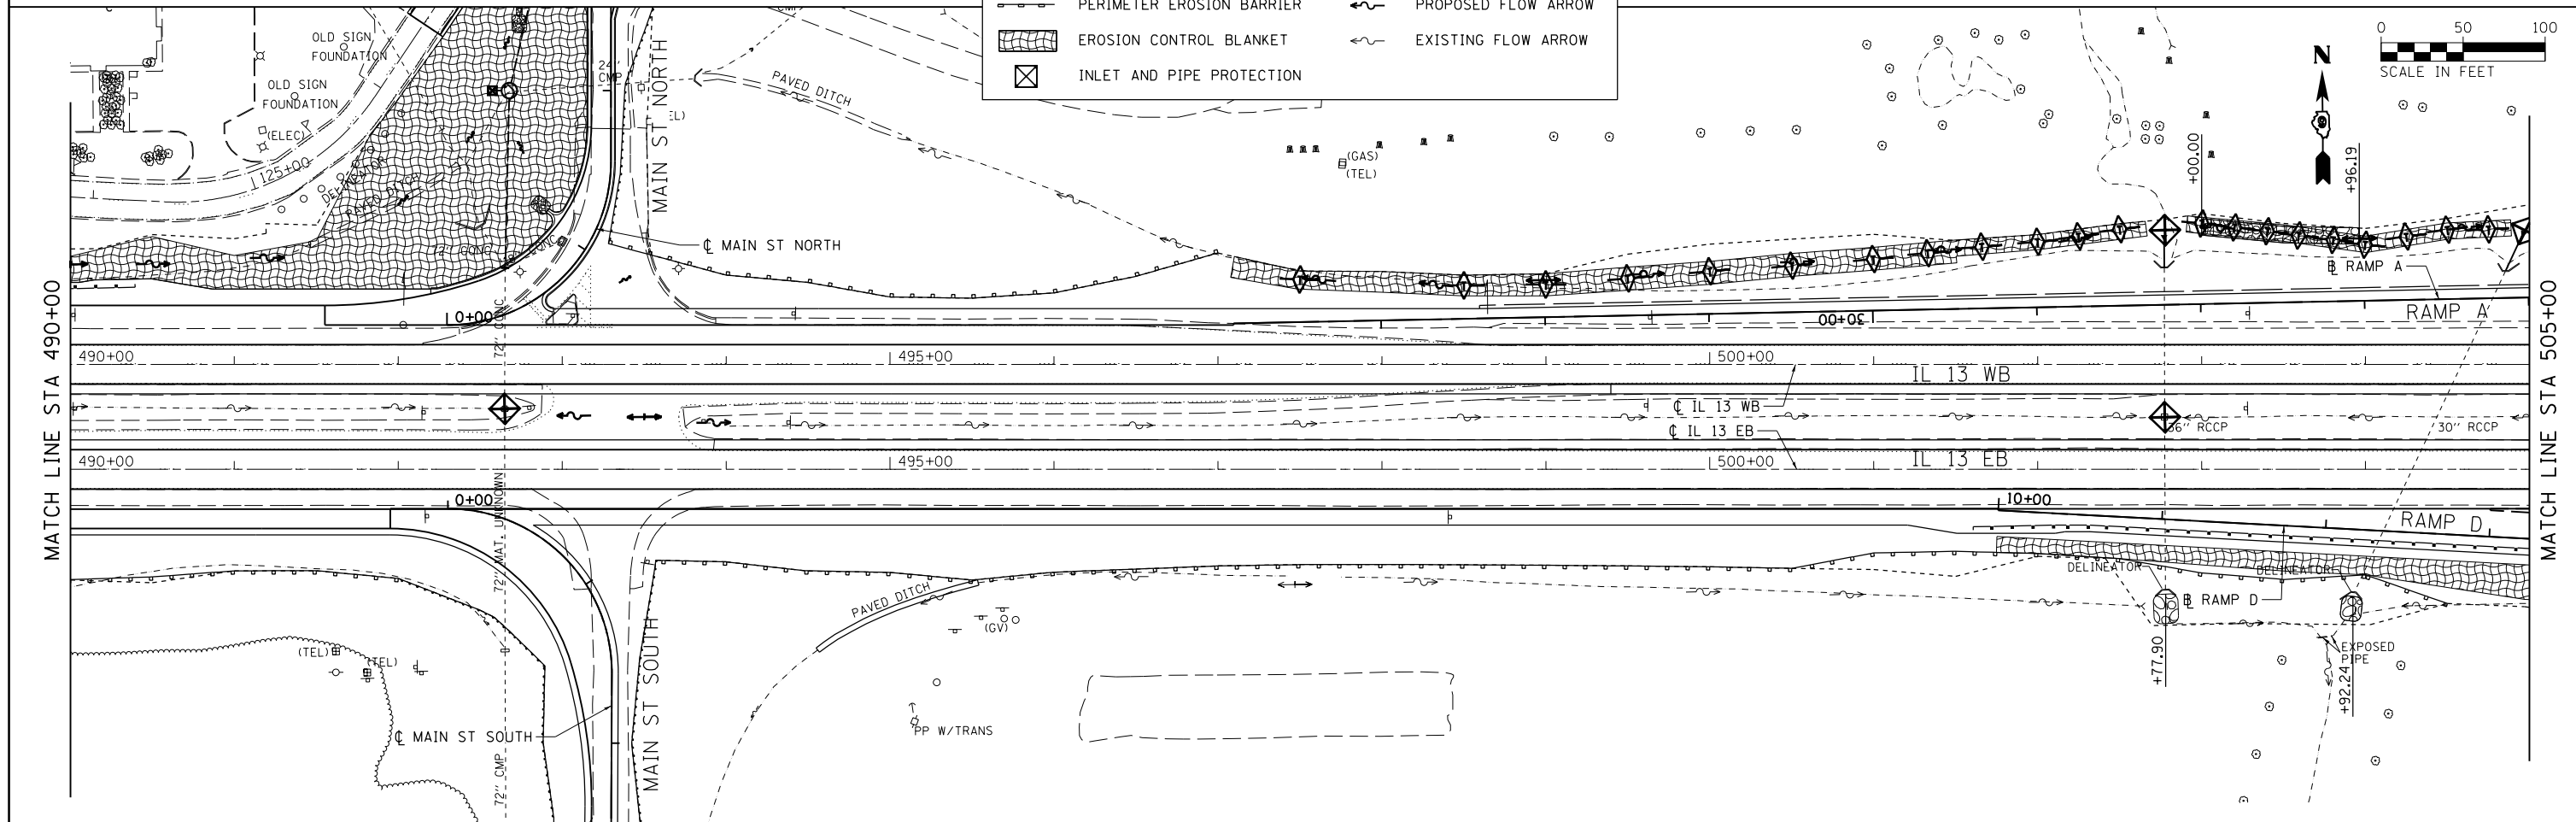 PERIMETER EROSION BARRIER
PROPOSED FLOW ARROW
EROSION CONTROL BLANKET
EXISTING FLOW ARROW
INLET AND PIPE PROTECTION
0 50 100
SCALE IN FEET
N
OLD SIGN
FOUNDATION
OLD SIGN
FOUNDATION
(ELEC)
125+00
DELINEATOR
PAVED DITCH
24"
CMP
MAIN ST NORTH
PAVED DITCH
(GAS)
(TEL)
+00.00
+96.19
72" CONC
℄ MAIN ST NORTH
B RAMP A
RAMP A
MATCH LINE STA 490+00
MATCH LINE STA 505+00
0+00
30+00
72" CONC
490+00
495+00
500+00
IL 13 WB
℄ IL 13 WB
℄ IL 13 EB
36" RCCP
30" RCCP
490+00
495+00
500+00
IL 13 EB
0+00
10+00
RAMP D
72" MAT. UNKNOWN
DELINEATOR
DELINEATOR
B RAMP D
PAVED DITCH
(GV)
(TEL)
(TEL)
MAIN ST SOUTH
EXPOSED
PIPE
+77.90
+92.24
PP W/TRANS
℄ MAIN ST SOUTH
72" CMP